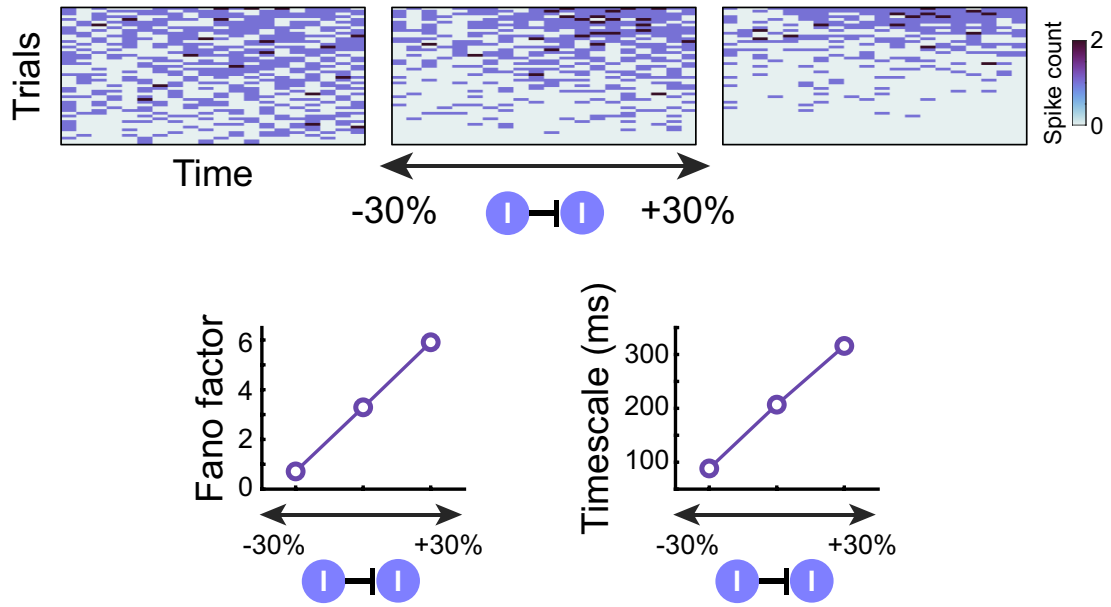 Trials
Spike count
2
0
Time
-30%
+30%
I
I
Fano factor
6
4
2
0
-30%
+30%
I
I
Timescale (ms)
300
200
100
-30%
+30%
I
I